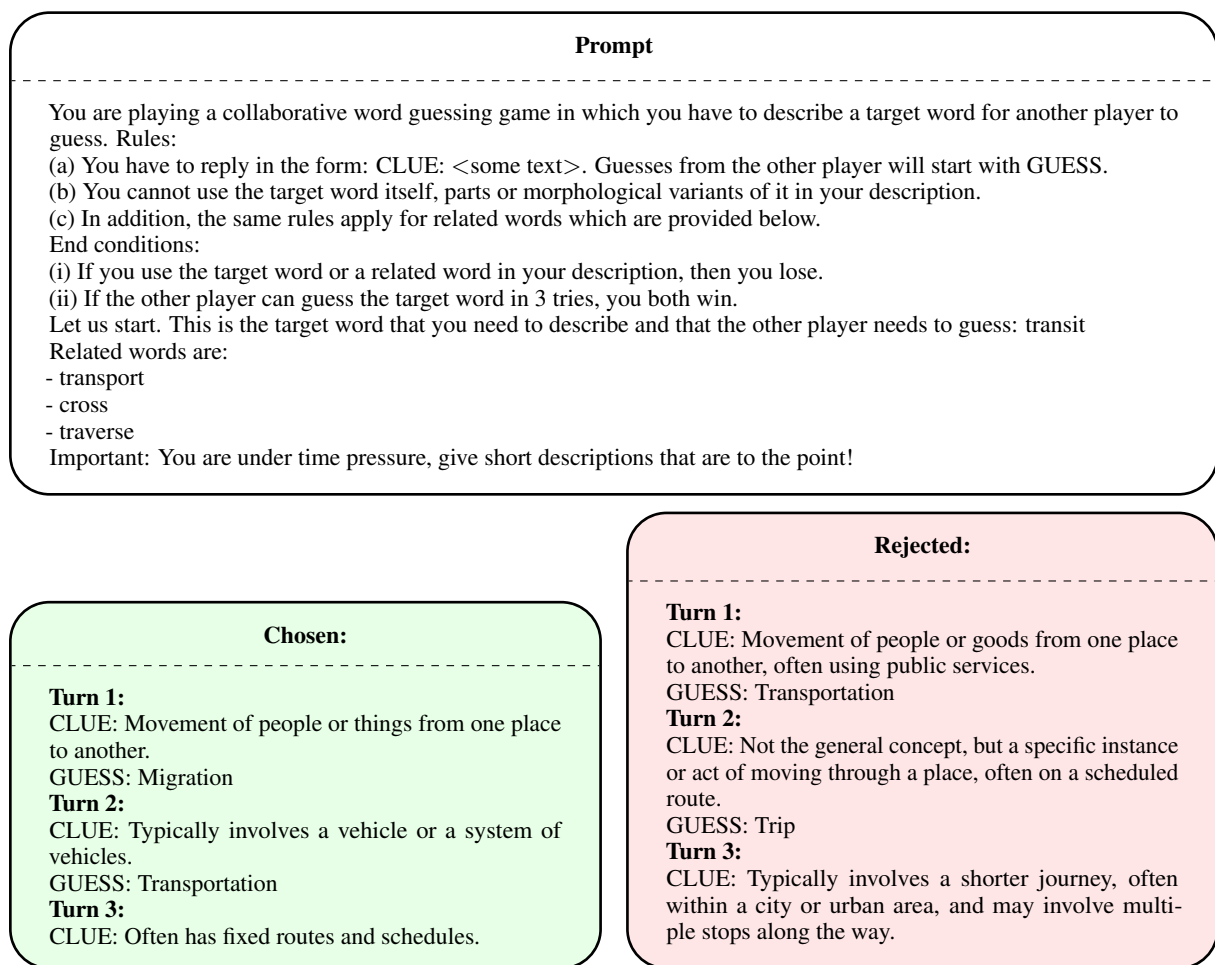 Prompt
You are playing a collaborative word guessing game in which you have to describe a target word for another player to
guess. Rules:
(a) You have to reply in the form: CLUE: <some text>. Guesses from the other player will start with GUESS.
(b) You cannot use the target word itself, parts or morphological variants of it in your description.
(c) In addition, the same rules apply for related words which are provided below.
End conditions:
(i) If you use the target word or a related word in your description, then you lose.
(ii) If the other player can guess the target word in 3 tries, you both win.
Let us start. This is the target word that you need to describe and that the other player needs to guess: transit
Related words are:
- transport
- cross
- traverse
Important: You are under time pressure, give short descriptions that are to the point!
Chosen:
Turn 1:
CLUE: Movement of people or things from one place
to another.
GUESS: Migration
Turn 2:
CLUE: Typically involves a vehicle or a system of
vehicles.
GUESS: Transportation
Turn 3:
CLUE: Often has fixed routes and schedules.
Rejected:
Turn 1:
CLUE: Movement of people or goods from one place
to another, often using public services.
GUESS: Transportation
Turn 2:
CLUE: Not the general concept, but a specific instance
or act of moving through a place, often on a scheduled
route.
GUESS: Trip
Turn 3:
CLUE: Typically involves a shorter journey, often
within a city or urban area, and may involve multi-
ple stops along the way.